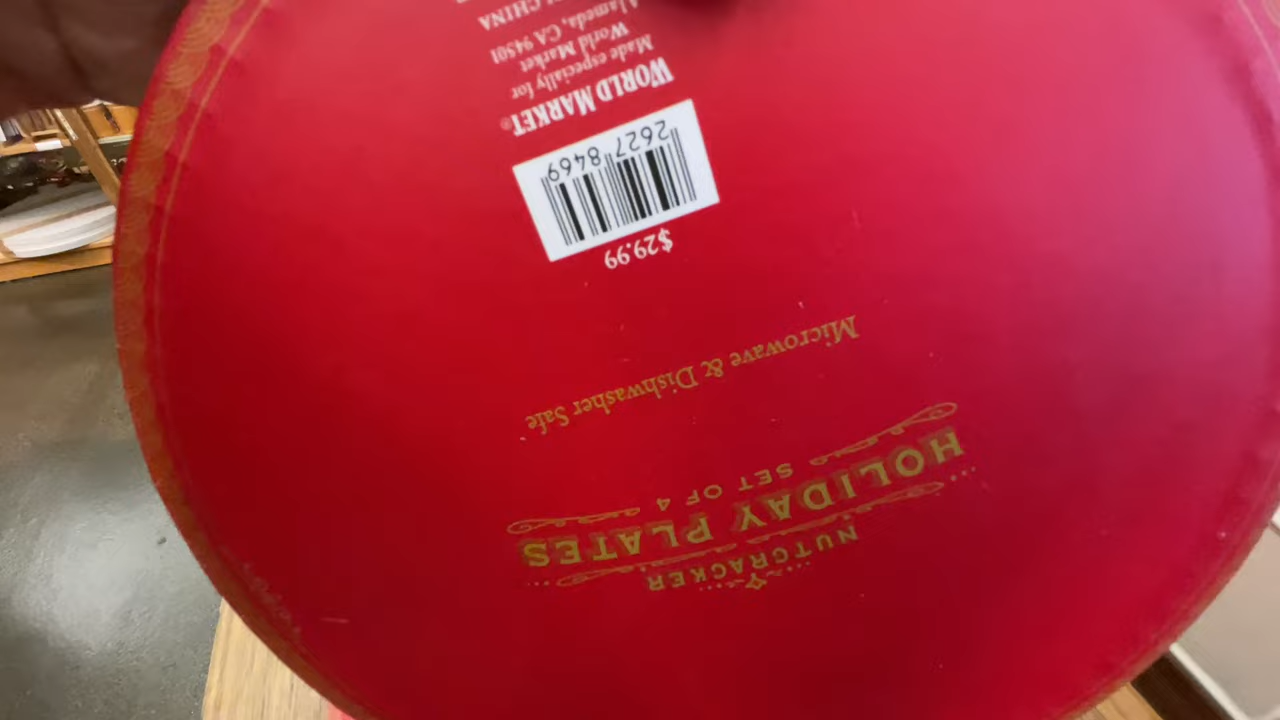 NUTCRACKER
HOLIDAY PLATES
SET OF 4
Microwave & Dishwasher Safe
$29.99
2627 8469
WORLD MARKET®
Made especially for
World Market
Alameda, CA 94501
CHINA